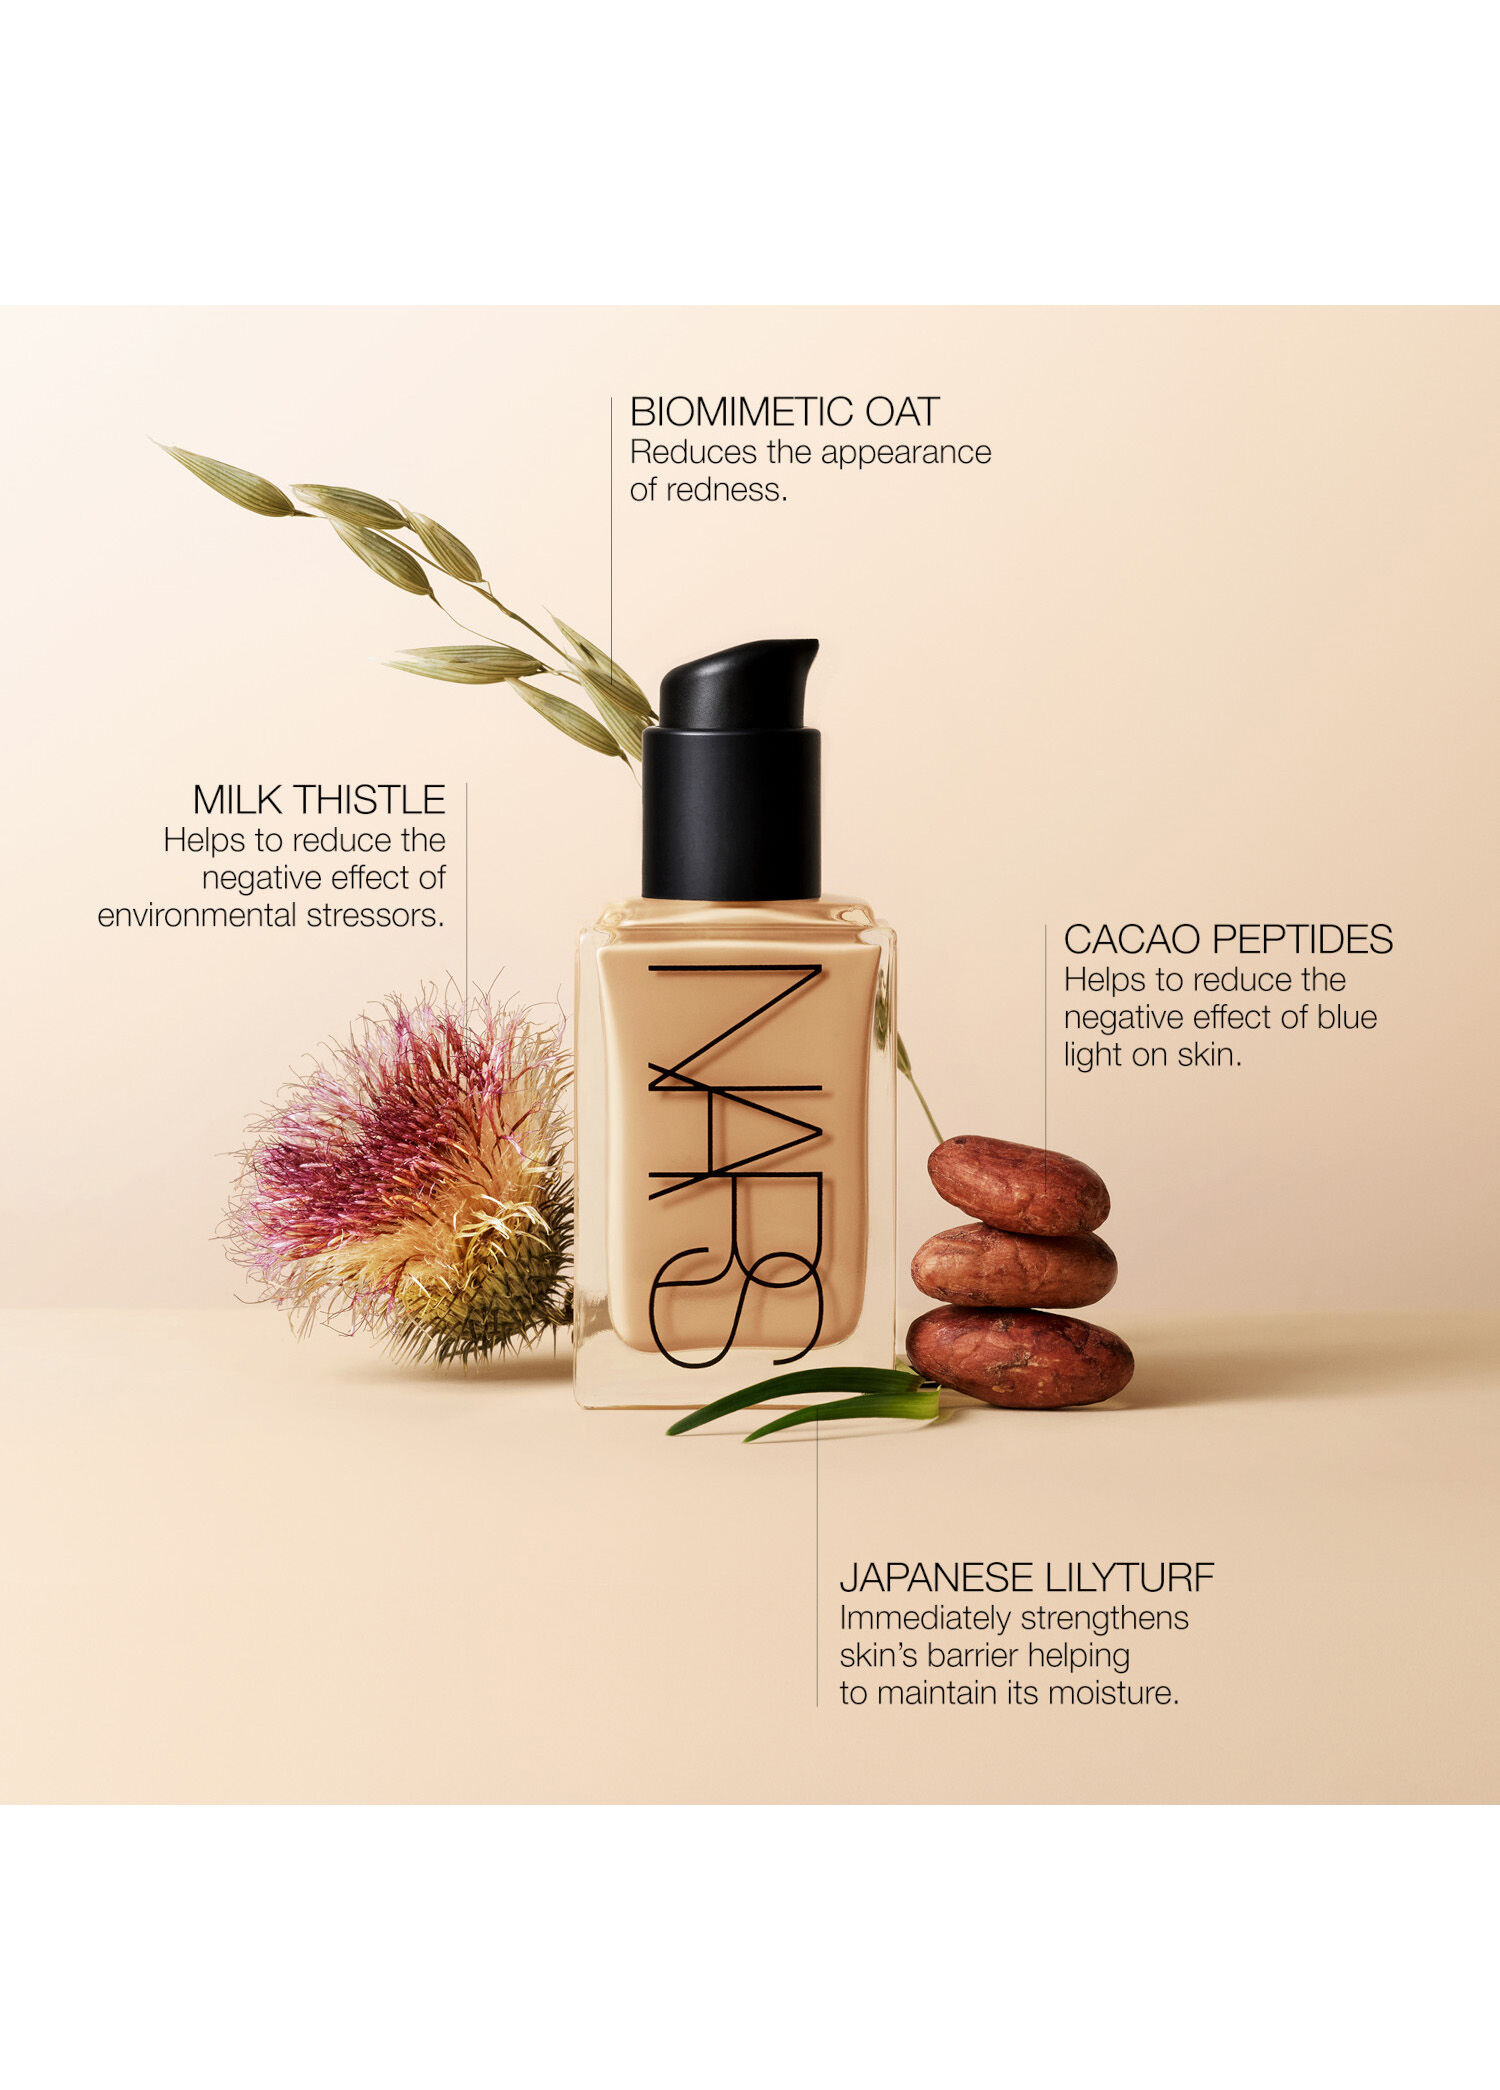 BIOMIMETIC OAT
Reduces the appearance
of redness.
MILK THISTLE
Helps to reduce the
negative effect of
environmental stressors.
CACAO PEPTIDES
Helps to reduce the
negative effect of blue
light on skin.
NARS
JAPANESE LILYTURF
Immediately strengthens
skin’s barrier helping
to maintain its moisture.